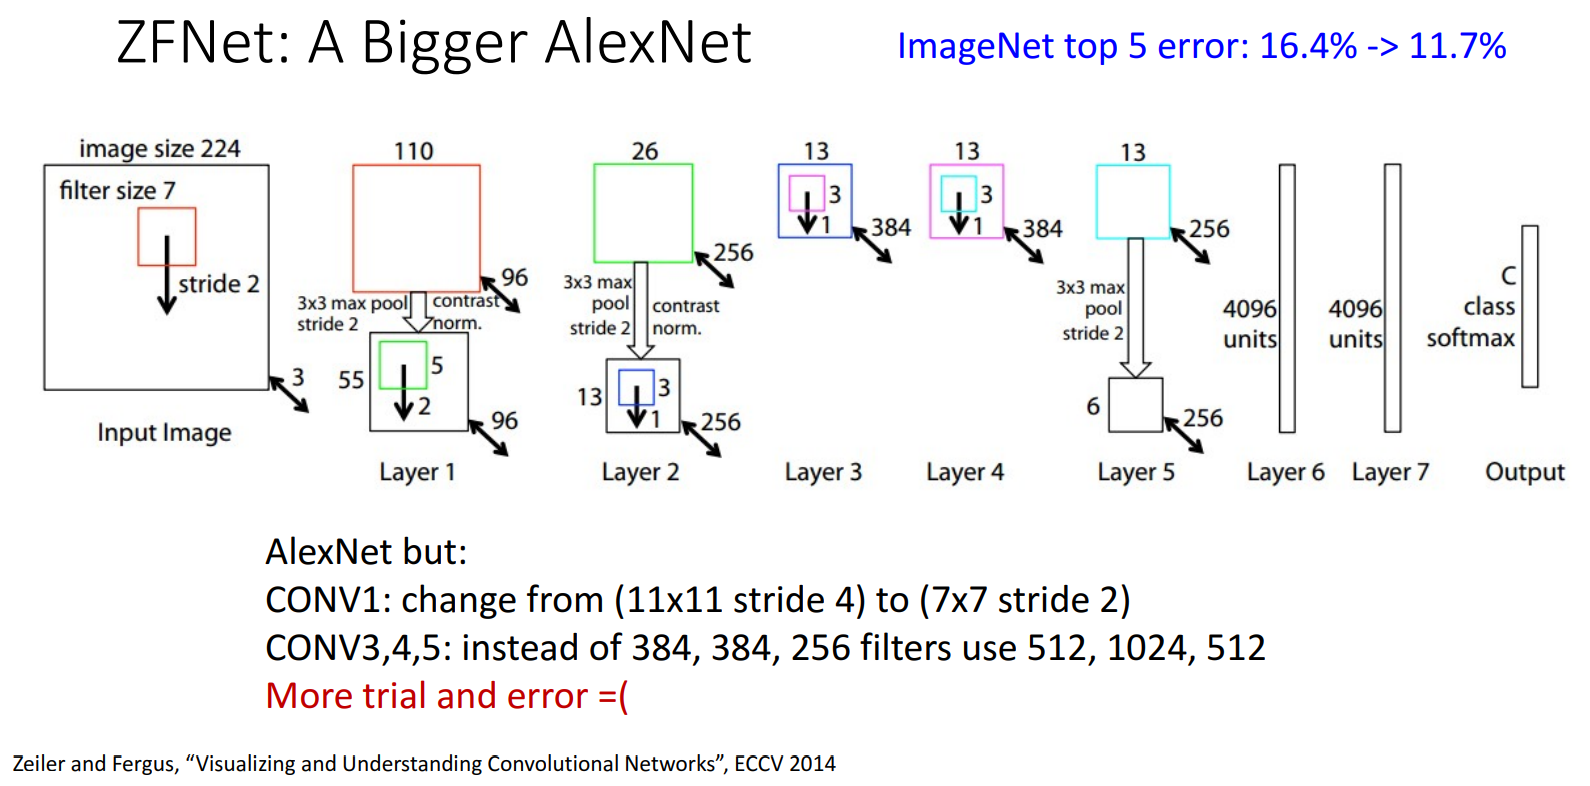 ZFNet: A Bigger AlexNet
ImageNet top 5 error: 16.4% -> 11.7%
image size 224
filter size 7
stride 2
3
Input Image
110
96
3x3 max pool
stride 2
contrast
norm.
55
5
2
96
Layer 1
26
256
3x3 max
pool
stride 2
contrast
norm.
13
3
1
256
Layer 2
13
3
1
384
Layer 3
13
3
1
384
Layer 4
13
256
3x3 max
pool
stride 2
6
256
Layer 5
4096
units
Layer 6
4096
units
Layer 7
C
class
softmax
Output
AlexNet but:
CONV1: change from (11x11 stride 4) to (7x7 stride 2)
CONV3,4,5: instead of 384, 384, 256 filters use 512, 1024, 512
More trial and error =(
Zeiler and Fergus, “Visualizing and Understanding Convolutional Networks”, ECCV 2014